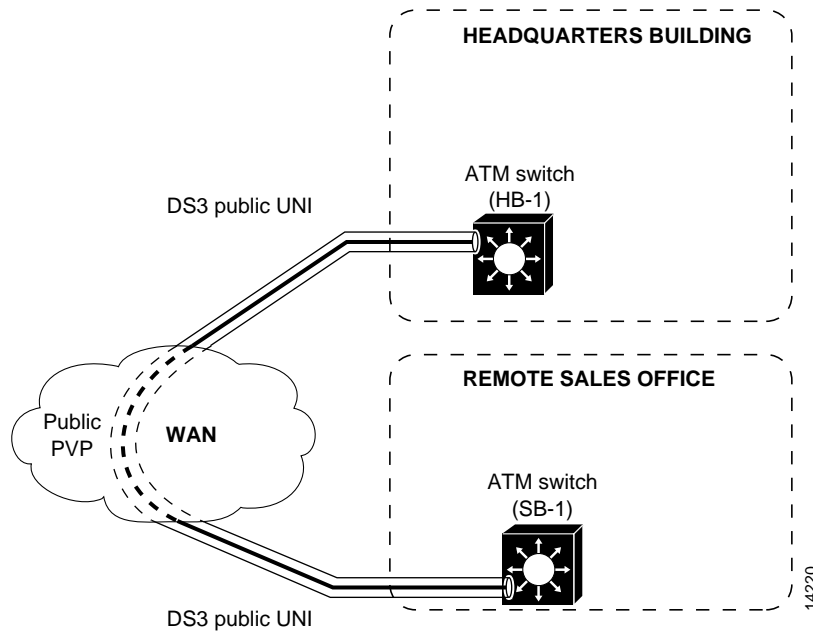 HEADQUARTERS BUILDING
ATM switch
(HB-1)
DS3 public UNI
Public
PVP
WAN
REMOTE SALES OFFICE
ATM switch
(SB-1)
DS3 public UNI
14220